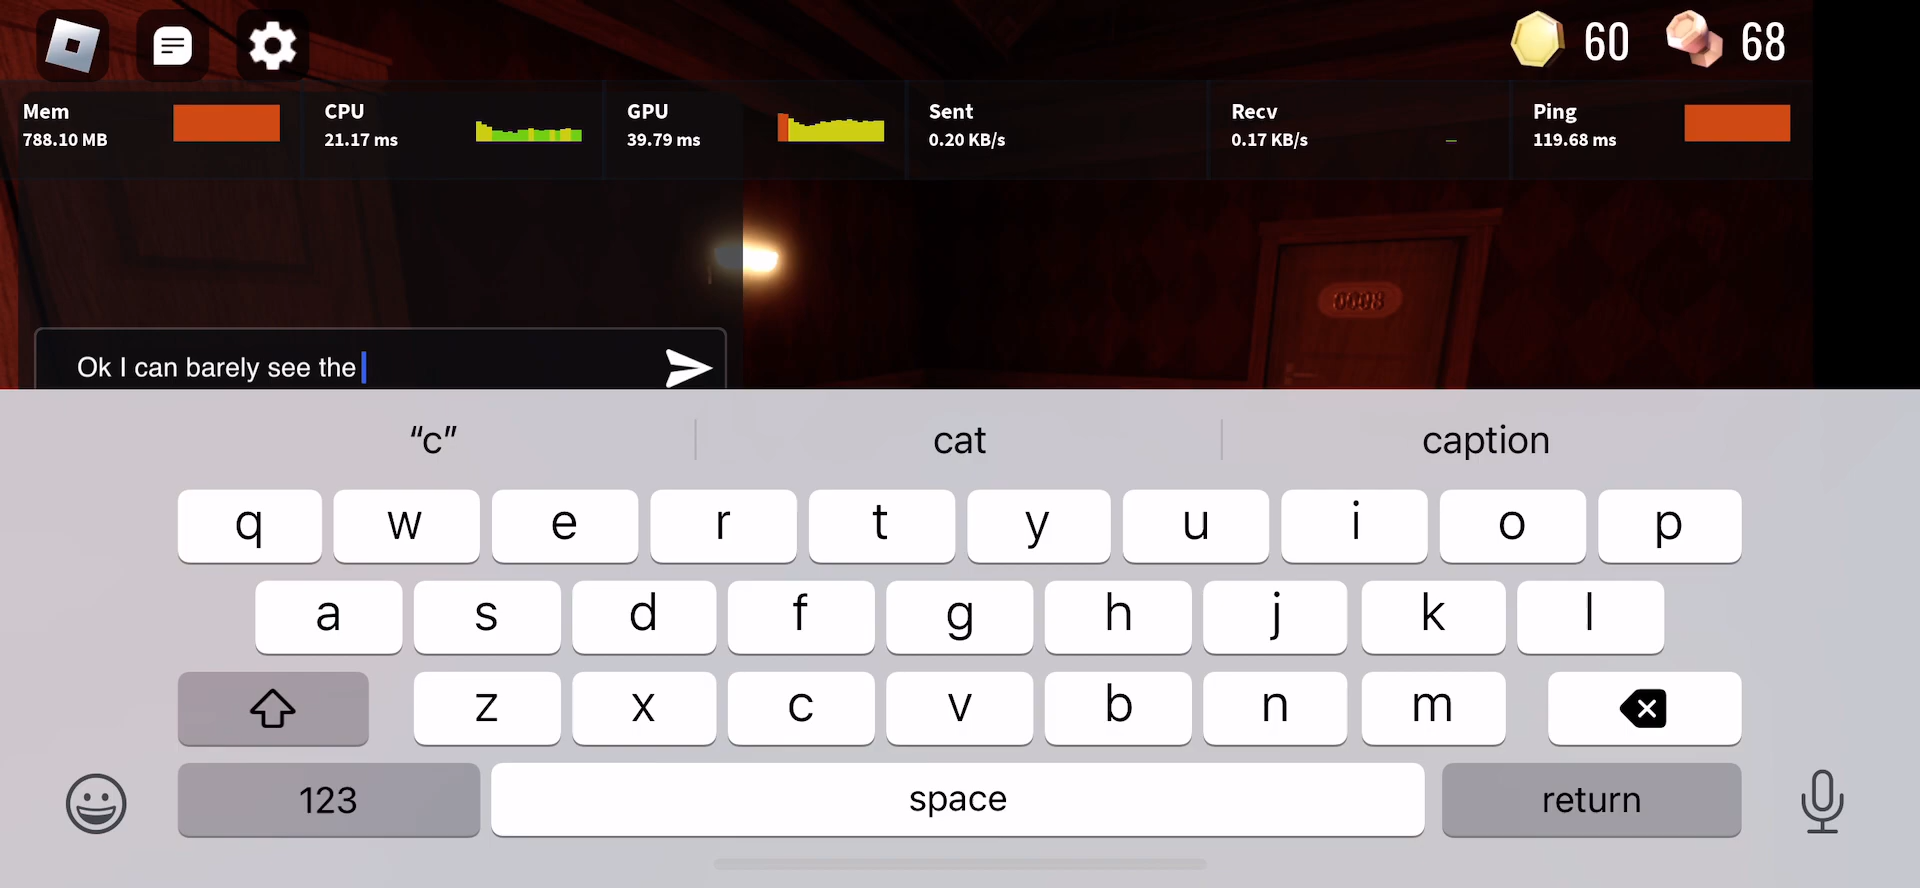 60
68
Mem
788.10 MB
CPU
21.17 ms
GPU
39.79 ms
Sent
0.20 KB/s
Recv
0.17 KB/s
Ping
119.68 ms
0098
Ok I can barely see the
“c” cat caption
q w e r t y u i o p
a s d f g h j k l
z x c v b n m
123 space return